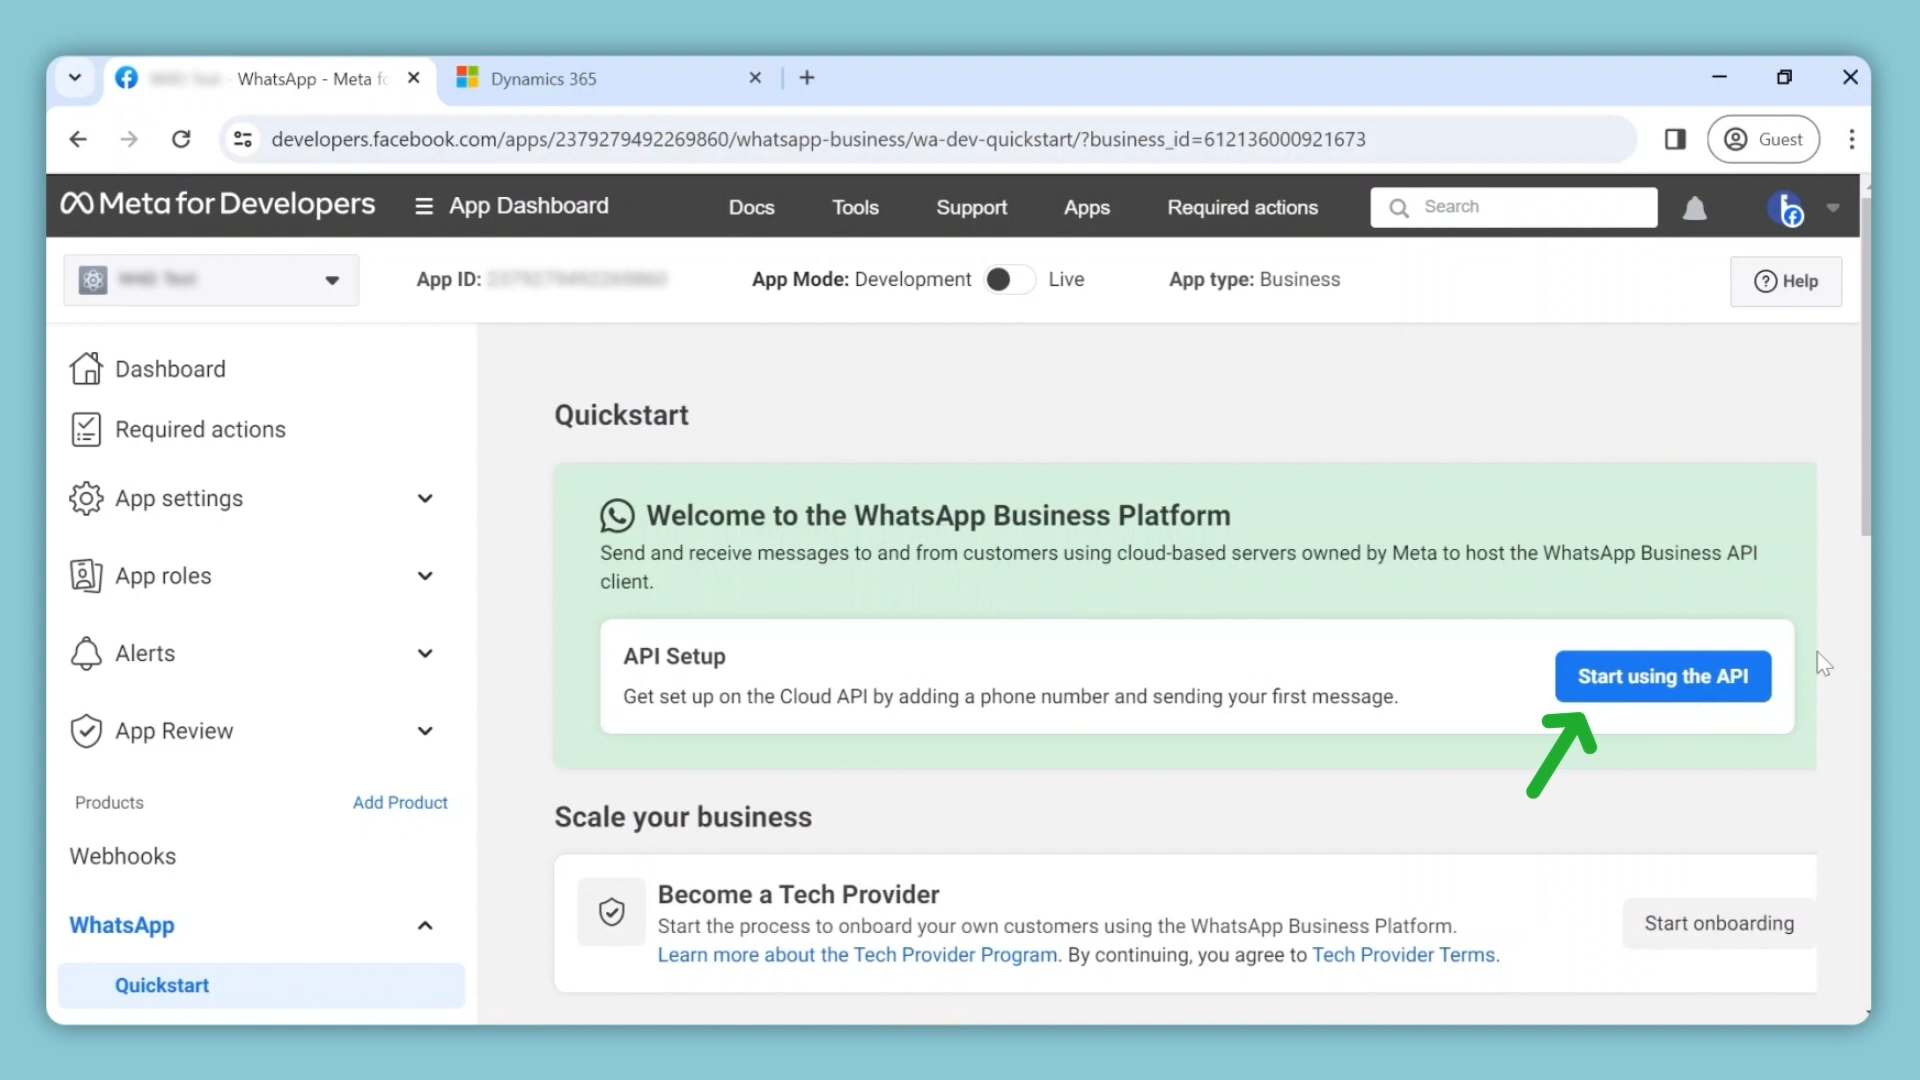 WhatsApp - Meta fo
Dynamics 365
developers.facebook.com/apps/2379279492269860/whatsapp-business/wa-dev-quickstart/?business_id=612136000921673
Guest
Meta for Developers
App Dashboard
Docs
Tools
Support
Apps
Required actions
Search
App ID:
App Mode: Development
Live
App type: Business
Help
Dashboard
Required actions
App settings
App roles
Alerts
App Review
Products
Add Product
Webhooks
WhatsApp
Quickstart
Quickstart
Welcome to the WhatsApp Business Platform
Send and receive messages to and from customers using cloud-based servers owned by Meta to host the WhatsApp Business API
client.
API Setup
Get set up on the Cloud API by adding a phone number and sending your first message.
Start using the API
Scale your business
Become a Tech Provider
Start the process to onboard your own customers using the WhatsApp Business Platform.
Learn more about the Tech Provider Program. By continuing, you agree to Tech Provider Terms.
Start onboarding